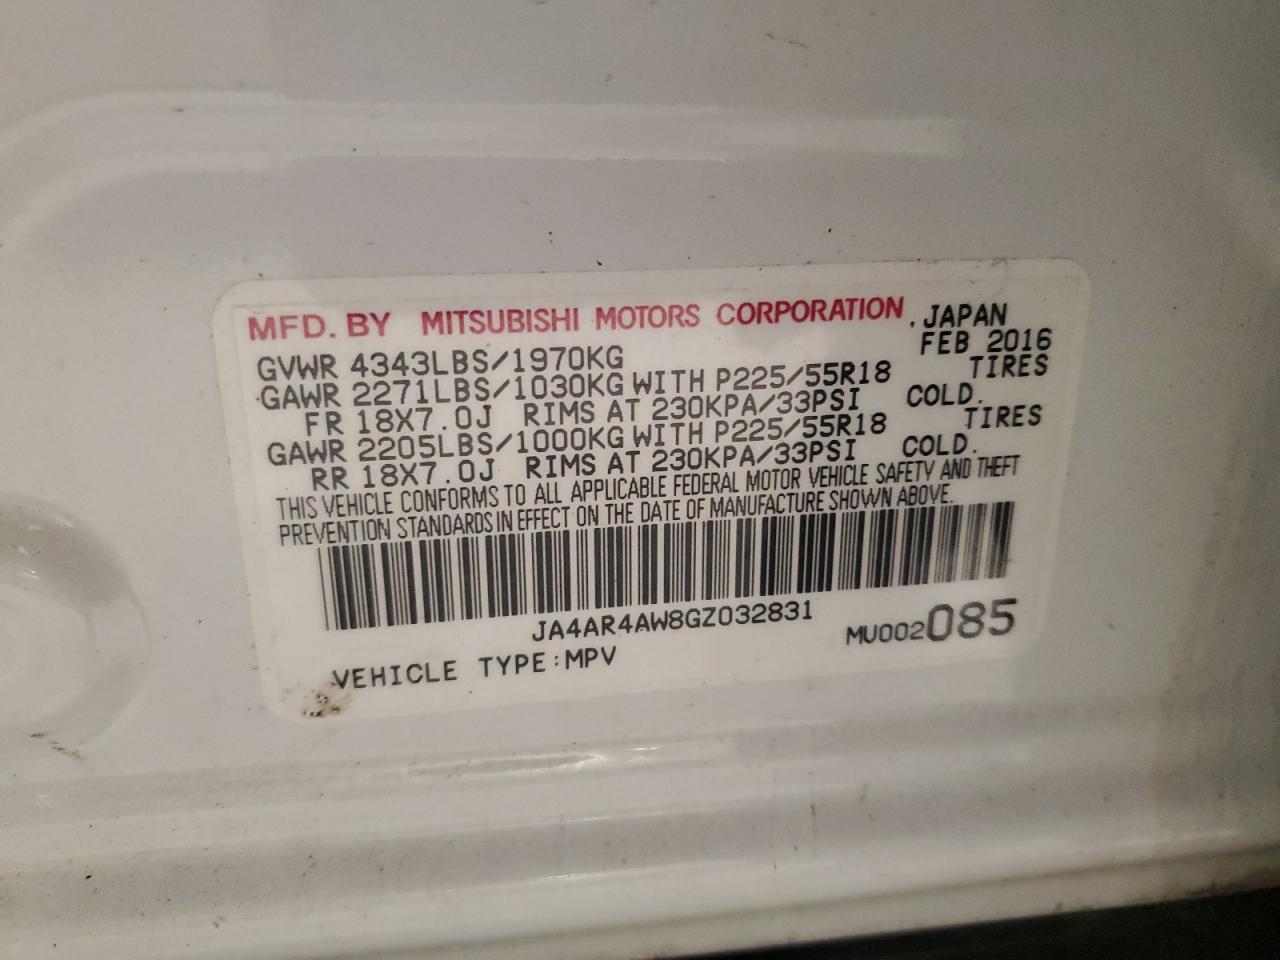 MFD. BY MITSUBISHI MOTORS CORPORATION, JAPAN
FEB 2016
GVWR 4343LBS/1970KG
GAWR 2271LBS/1030KG WITH P225/55R18 TIRES
FR 18X7.0J RIMS AT 230KPA/33PSI COLD.
GAWR 2205LBS/1000KG WITH P225/55R18 TIRES
RR 18X7.0J RIMS AT 230KPA/33PSI COLD.
THIS VEHICLE CONFORMS TO ALL APPLICABLE FEDERAL MOTOR VEHICLE SAFETY AND THEFT
PREVENTION STANDARDS IN EFFECT ON THE DATE OF MANUFACTURE SHOWN ABOVE.
JA4AR4AW8GZ032831
MU002085
VEHICLE TYPE:MPV